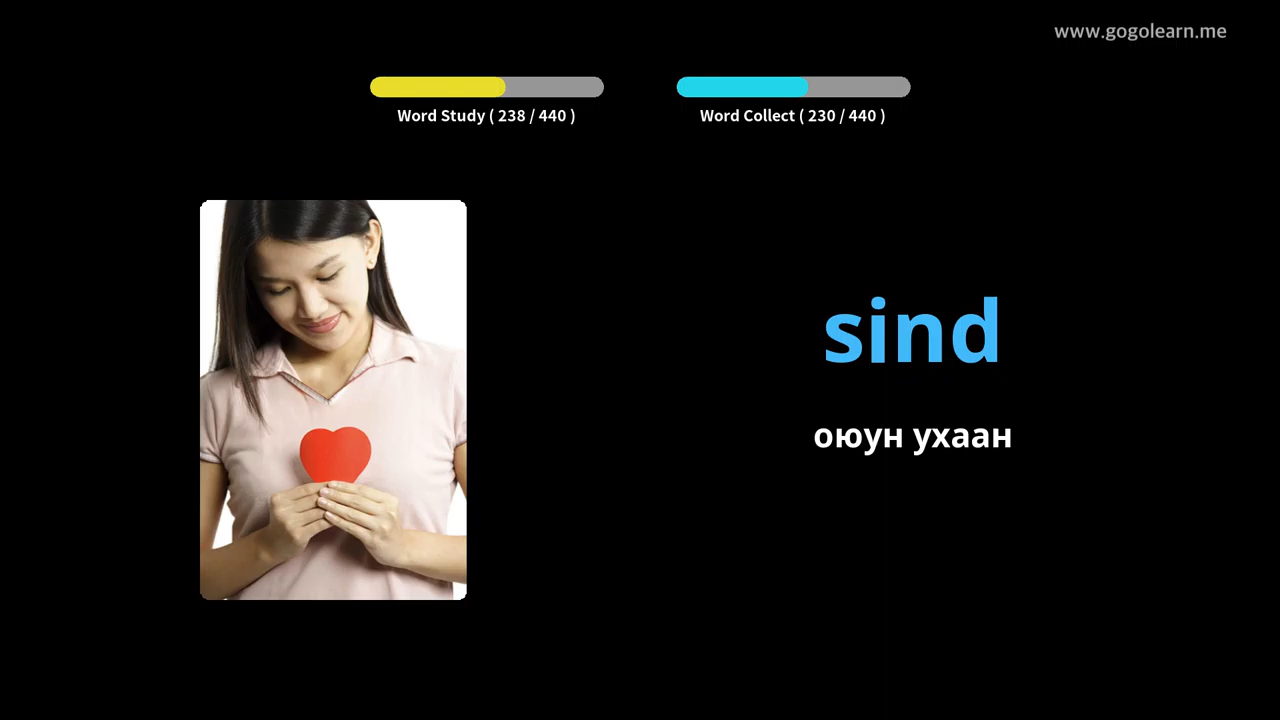 www.gogolearn.me
Word Study ( 238 / 440 )
Word Collect ( 230 / 440 )
sind
оюун ухаан